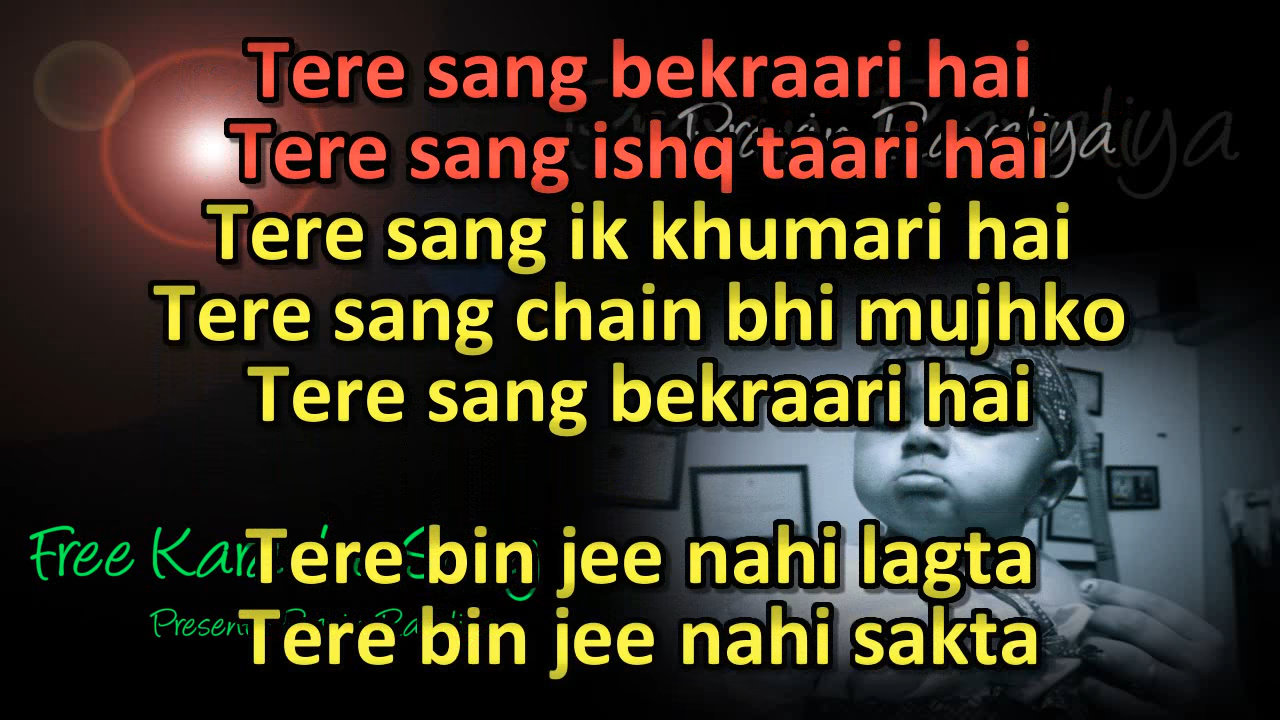 Tere sang bekraari hai
Tere sang ishq taari hai
Tere sang ik khumari hai
Tere sang chain bhi mujhko
Tere sang bekraari hai
Free
Tere bin jee nahi lagta
Tere bin jee nahi sakta